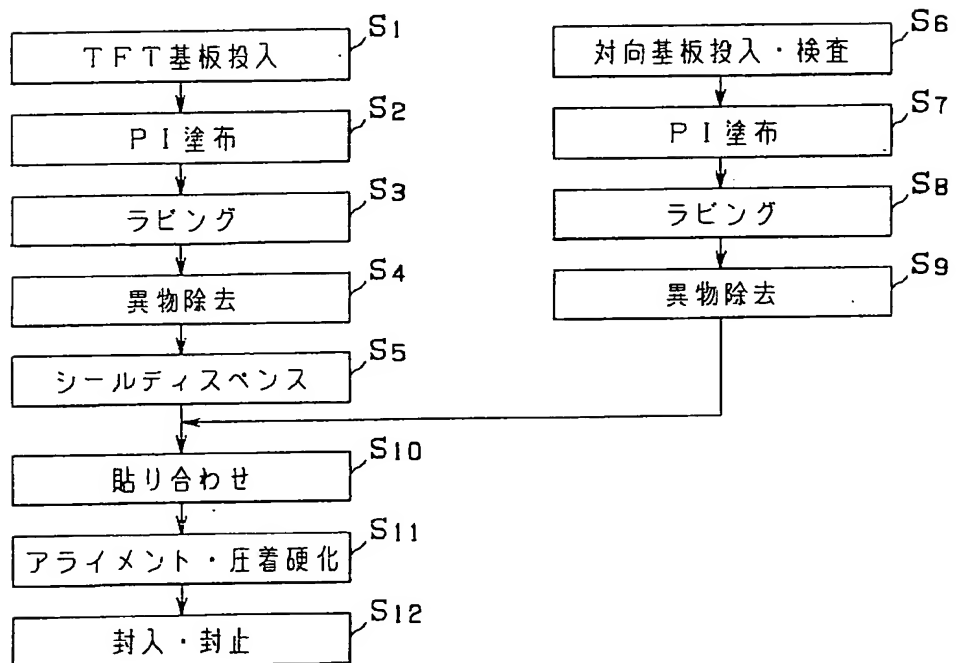 S1
TFT基板投入
S2
PI塗布
S3
ラビング
S4
異物除去
S5
シールディスペンス
S6
対向基板投入・検査
S7
PI塗布
S8
ラビング
S9
異物除去
S10
貼り合わせ
S11
アライメント・圧着硬化
S12
封入・封止